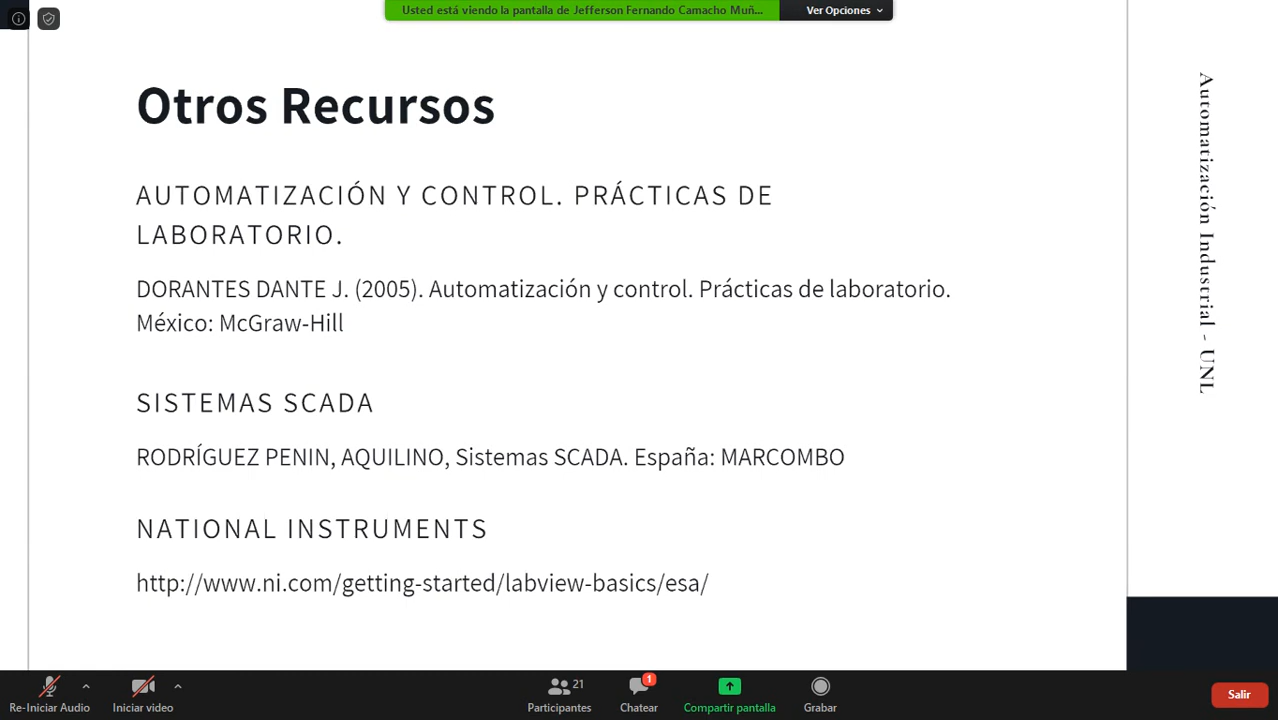 Usted está viendo la pantalla de Jefferson Fernando Camacho Muñ...
Ver Opciones
Otros Recursos
AUTOMATIZACIÓN Y CONTROL. PRÁCTICAS DE
LABORATORIO.
DORANTES DANTE J. (2005). Automatización y control. Prácticas de laboratorio.
México: McGraw-Hill
SISTEMAS SCADA
RODRÍGUEZ PENIN, AQUILINO, Sistemas SCADA. España: MARCOMBO
NATIONAL INSTRUMENTS
http://www.ni.com/getting-started/labview-basics/esa/
Automatización Industrial - UNL
Re-Iniciar Audio
Iniciar video
21
Participantes
1
Chatear
Compartir pantalla
Grabar
Salir